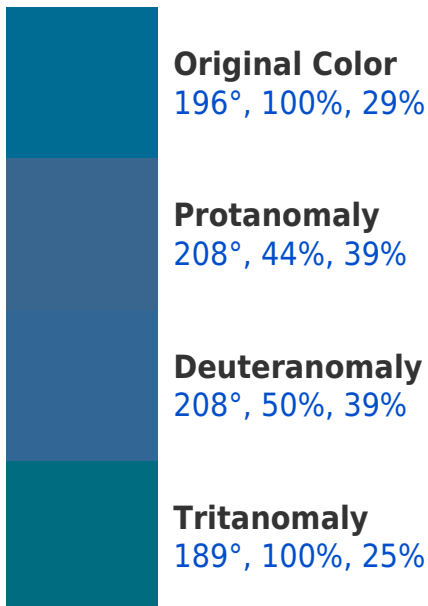 Original Color
196°, 100%, 29%
Protanomaly
208°, 44%, 39%
Deuteranomaly
208°, 50%, 39%
Tritanomaly
189°, 100%, 25%